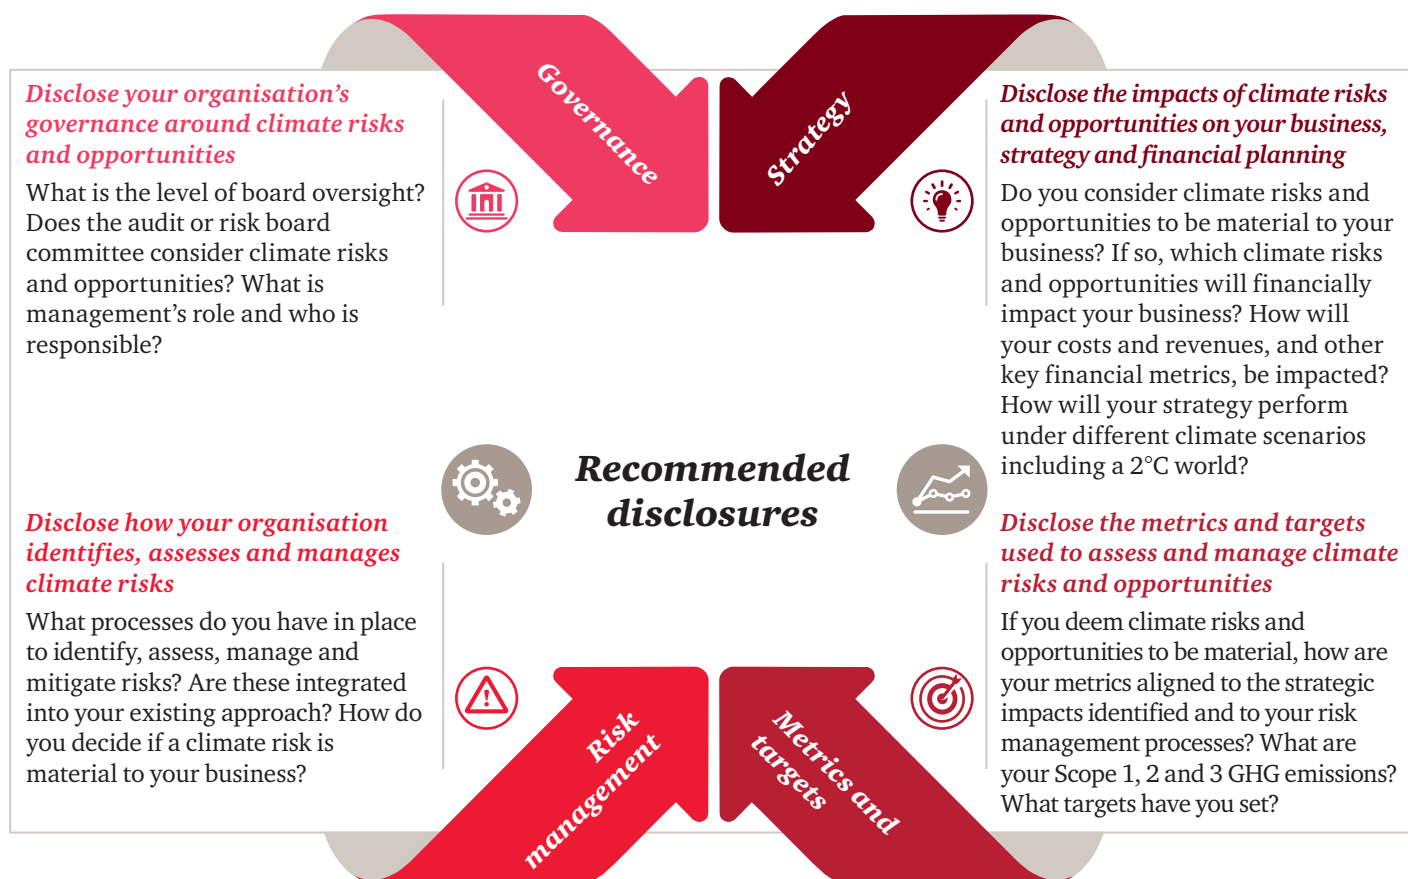 Governance
Strategy
Disclose your organisation’s
governance around climate risks
and opportunities
What is the level of board oversight?
Does the audit or risk board
committee consider climate risks
and opportunities? What is
management’s role and who is
responsible?
Disclose the impacts of climate risks
and opportunities on your business,
strategy and financial planning
Do you consider climate risks and
opportunities to be material to your
business? If so, which climate risks
and opportunities will financially
impact your business? How will
your costs and revenues, and other
key financial metrics, be impacted?
How will your strategy perform
under different climate scenarios
including a 2°C world?
Recommended
disclosures
Disclose how your organisation
identifies, assesses and manages
climate risks
What processes do you have in place
to identify, assess, manage and
mitigate risks? Are these integrated
into your existing approach? How do
you decide if a climate risk is
material to your business?
Disclose the metrics and targets
used to assess and manage climate
risks and opportunities
If you deem climate risks and
opportunities to be material, how are
your metrics aligned to the strategic
impacts identified and to your risk
management processes? What are
your Scope 1, 2 and 3 GHG emissions?
What targets have you set?
Risk
management
Metrics and
targets